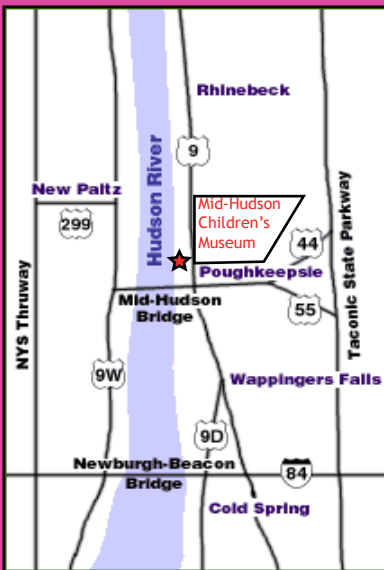 Rhinebeck
9
Hudson River
New Paltz
299
Mid-Hudson
Children's
Museum
44
Poughkeepsie
Mid-Hudson
Bridge
55
NYS Thruway
Taconic State Parkway
9W
Wappingers Falls
9D
Newburgh-Beacon
Bridge
84
Cold Spring